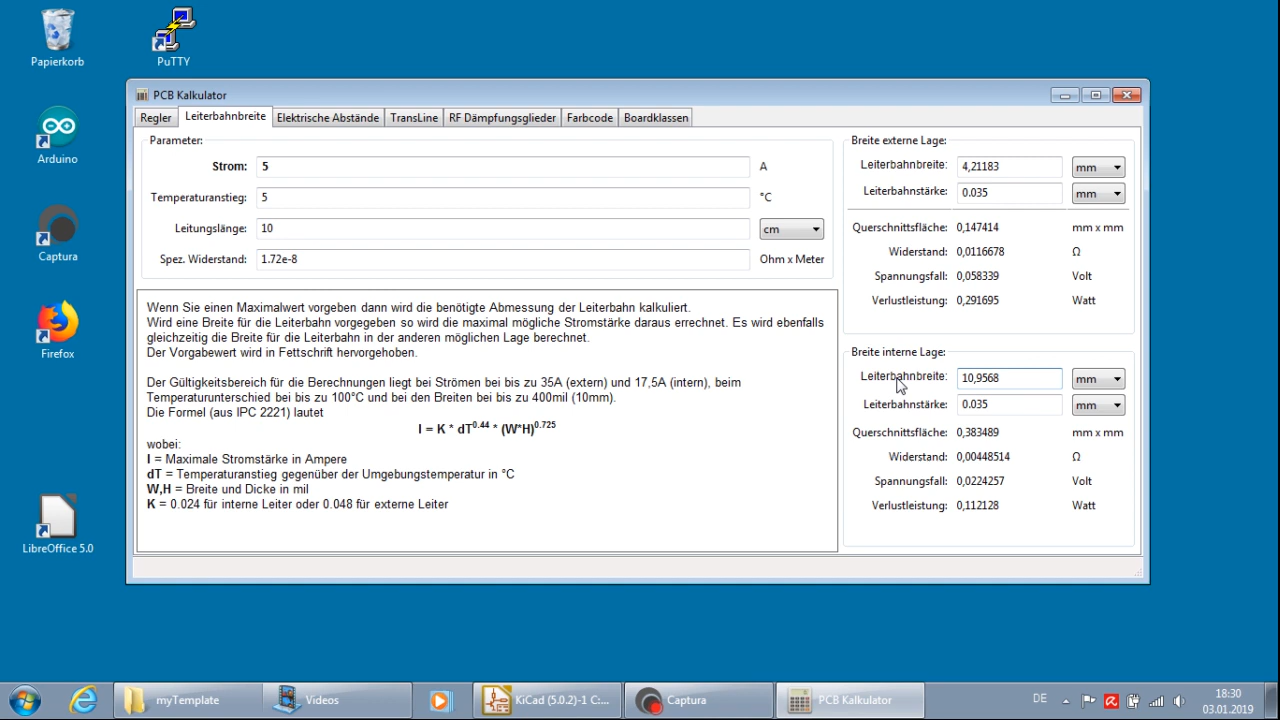 Papierkorb
PuTTY
Arduino
Captura
Firefox
LibreOffice 5.0
PCB Kalkulator
Regler Leiterbahnbreite Elektrische Abstände TransLine RF Dämpfungsglieder Farbcode Boardklassen
Parameter:
Strom: 5 A
Temperaturanstieg: 5 °C
Leitungslänge: 10 cm
Spez. Widerstand: 1.72e-8 Ohm x Meter
Wenn Sie einen Maximalwert vorgeben dann wird die benötigte Abmessung der Leiterbahn kalkuliert.
Wird eine Breite für die Leiterbahn vorgegeben so wird die maximal mögliche Stromstärke daraus errechnet. Es wird ebenfalls
gleichzeitig die Breite für die Leiterbahn in der anderen möglichen Lage berechnet.
Der Vorgabewert wird in Fettschrift hervorgehoben.
Der Gültigkeitsbereich für die Berechnungen liegt bei Strömen bei bis zu 35A (extern) und 17,5A (intern), beim
Temperaturunterschied bei bis zu 100°C und bei den Breiten bei bis zu 400mil (10mm).
Die Formel (aus IPC 2221) lautet
I = K * dT0.44 * (W*H)0.725
wobei:
I = Maximale Stromstärke in Ampere
dT = Temperaturanstieg gegenüber der Umgebungstemperatur in °C
W,H = Breite und Dicke in mil
K = 0.024 für interne Leiter oder 0.048 für externe Leiter
Breite externe Lage:
Leiterbahnbreite: 4,21183 mm
Leiterbahnstärke: 0.035 mm
Querschnittsfläche: 0,147414 mm x mm
Widerstand: 0,0116678 Ω
Spannungsfall: 0,058339 Volt
Verlustleistung: 0,291695 Watt
Breite interne Lage:
Leiterbahnbreite: 10,9568 mm
Leiterbahnstärke: 0.035 mm
Querschnittsfläche: 0,383489 mm x mm
Widerstand: 0,00448514 Ω
Spannungsfall: 0,0224257 Volt
Verlustleistung: 0,112128 Watt
myTemplate Videos KiCad (5.0.2)-1 C:... Captura PCB Kalkulator DE 18:30
03.01.2019